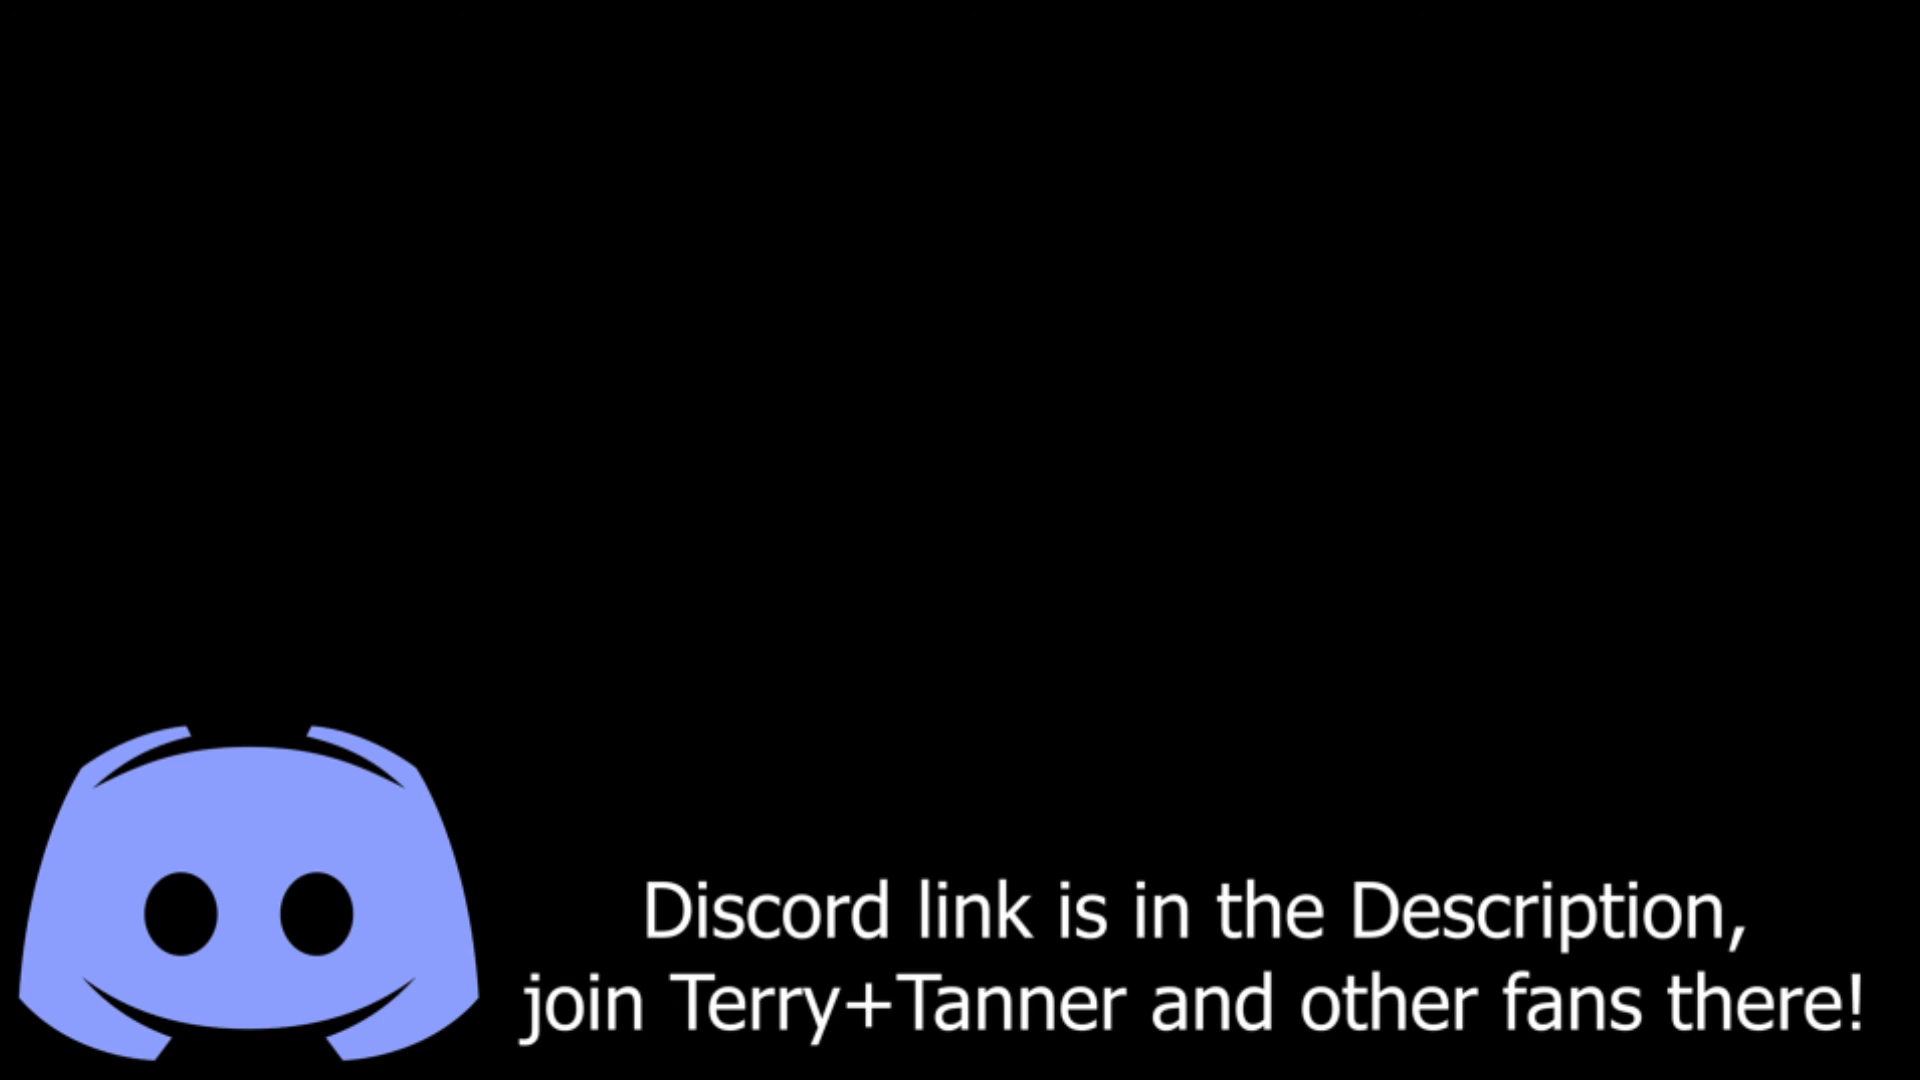 Discord link is in the Description,
join Terry+Tanner and other fans there!